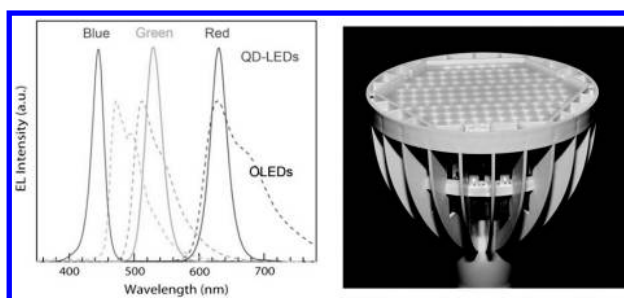 Blue Green Red
QD-LEDs
OLEDs
EL Intensity (a.u.)
400 500 600 700
Wavelength (nm)